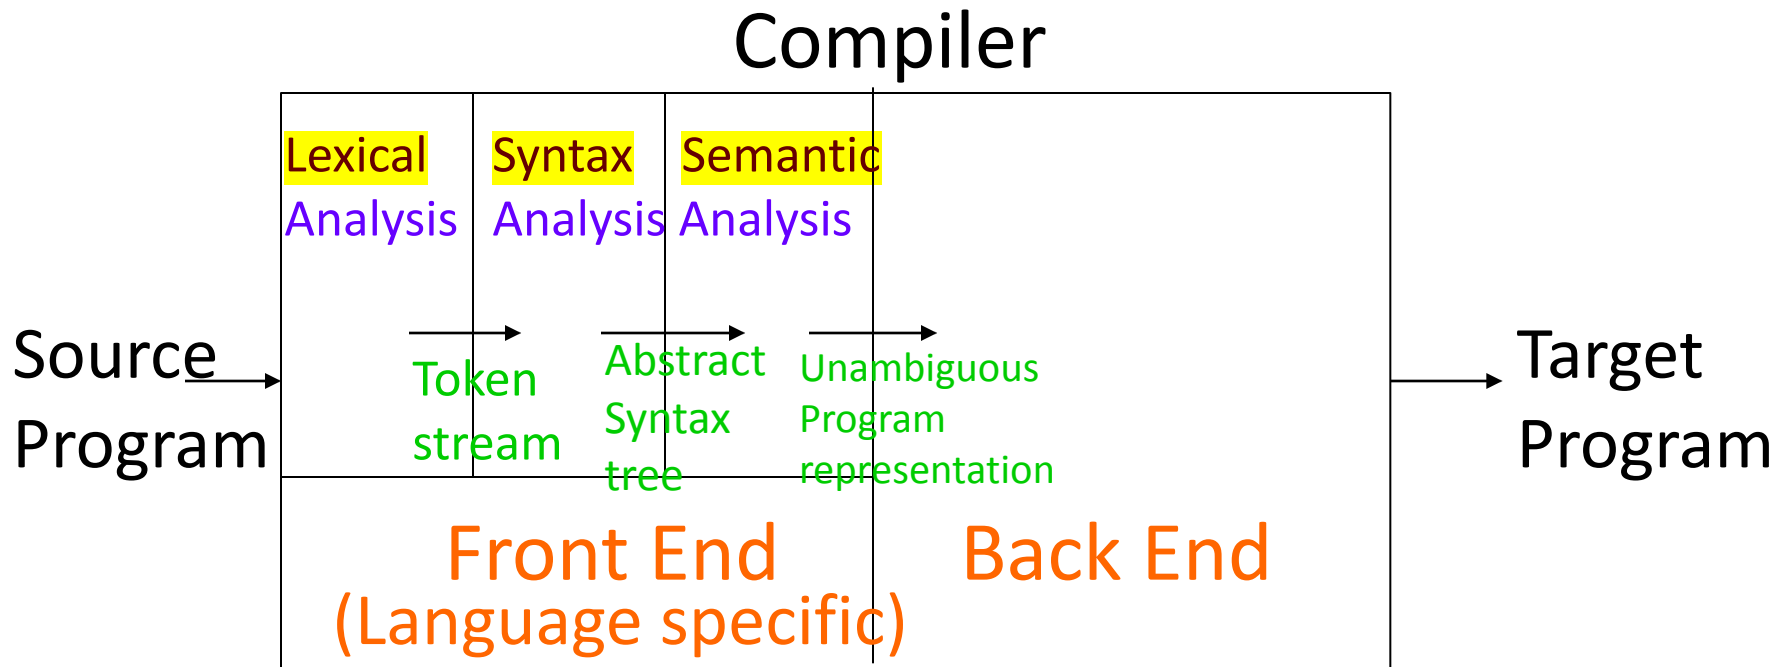 Compiler
Lexical
Analysis
Syntax
Analysis
Semantic
Analysis
Source
Program
Token
stream
Abstract
Syntax
tree
Unambiguous
Program
representation
Target
Program
Front End
(Language specific)
Back End